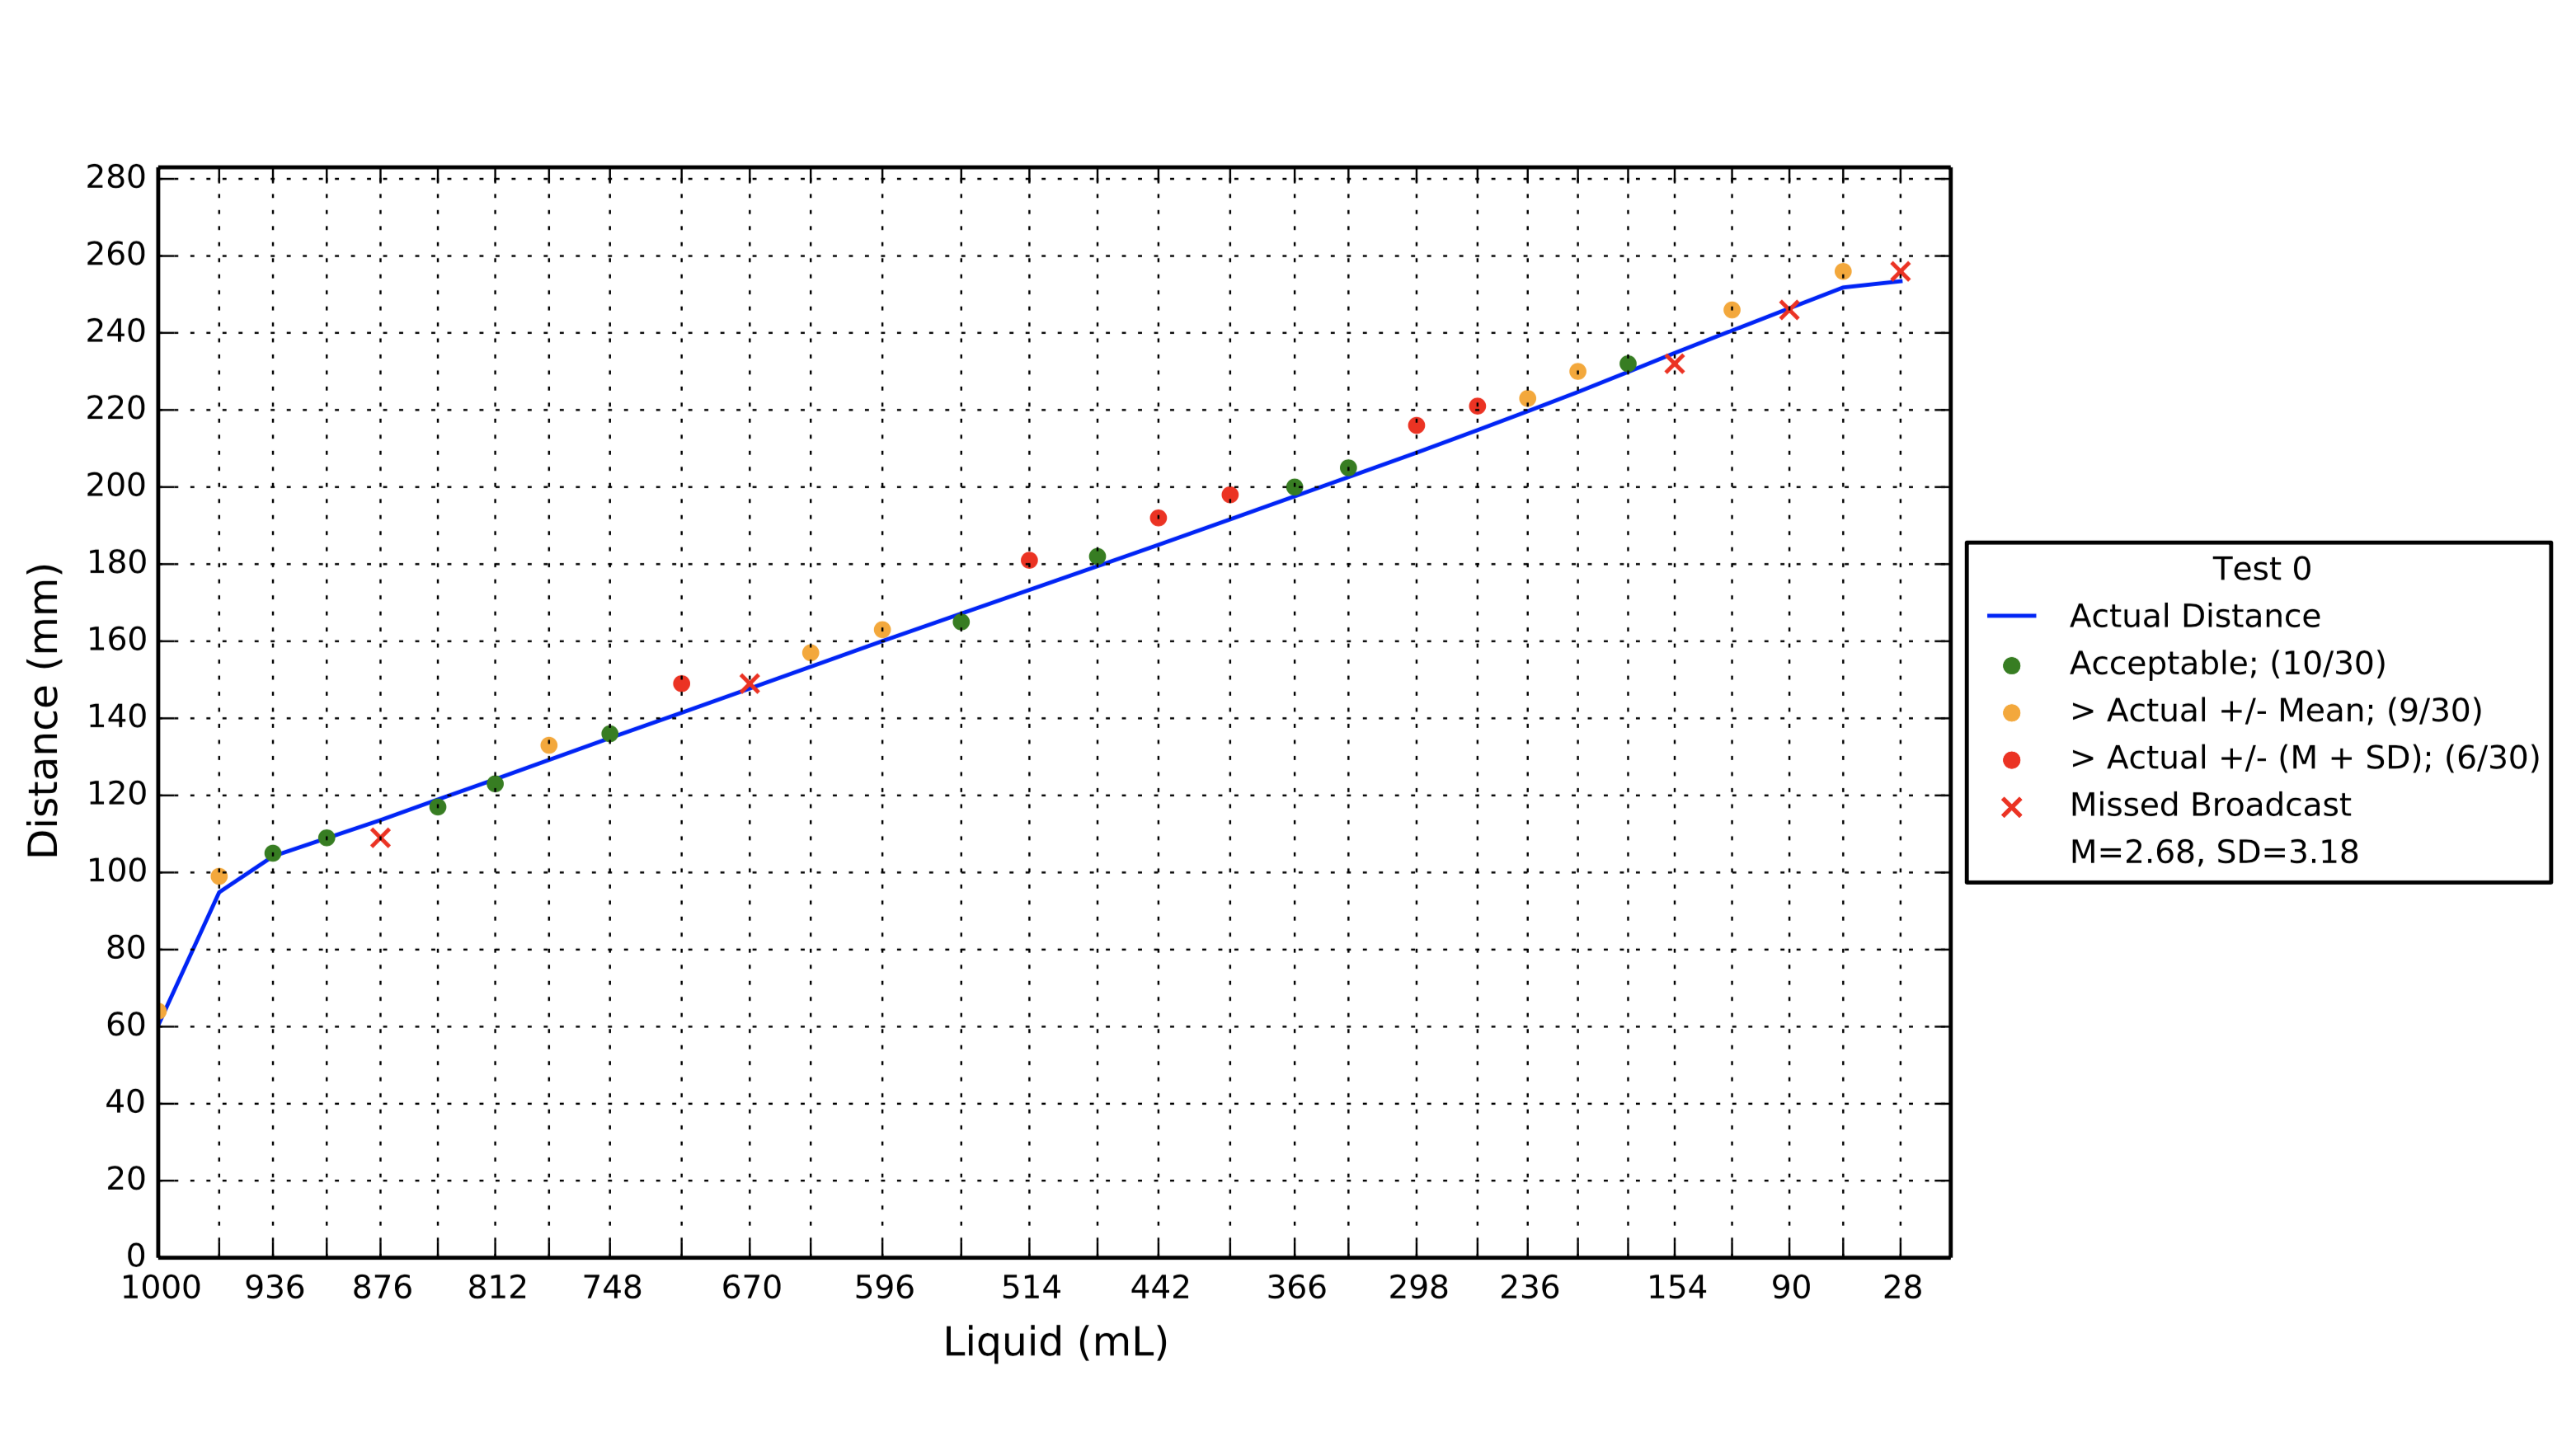 280
260
240
220
200
180
160
140
120
100
80
60
40
20
0
Distance (mm)
1000 936 876 812 748 670 596 514 442 366 298 236 154 90 28
Liquid (mL)
Test 0
Actual Distance
Acceptable; (10/30)
> Actual +/- Mean; (9/30)
> Actual +/- (M + SD); (6/30)
Missed Broadcast
M=2.68, SD=3.18